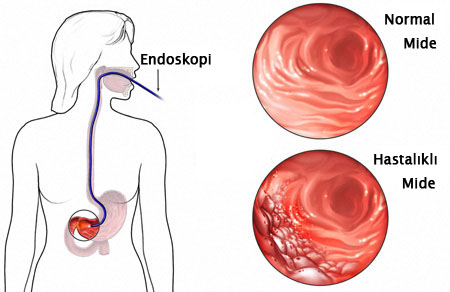 Endoskopi
Normal
Mide
Hastalıklı
Mide